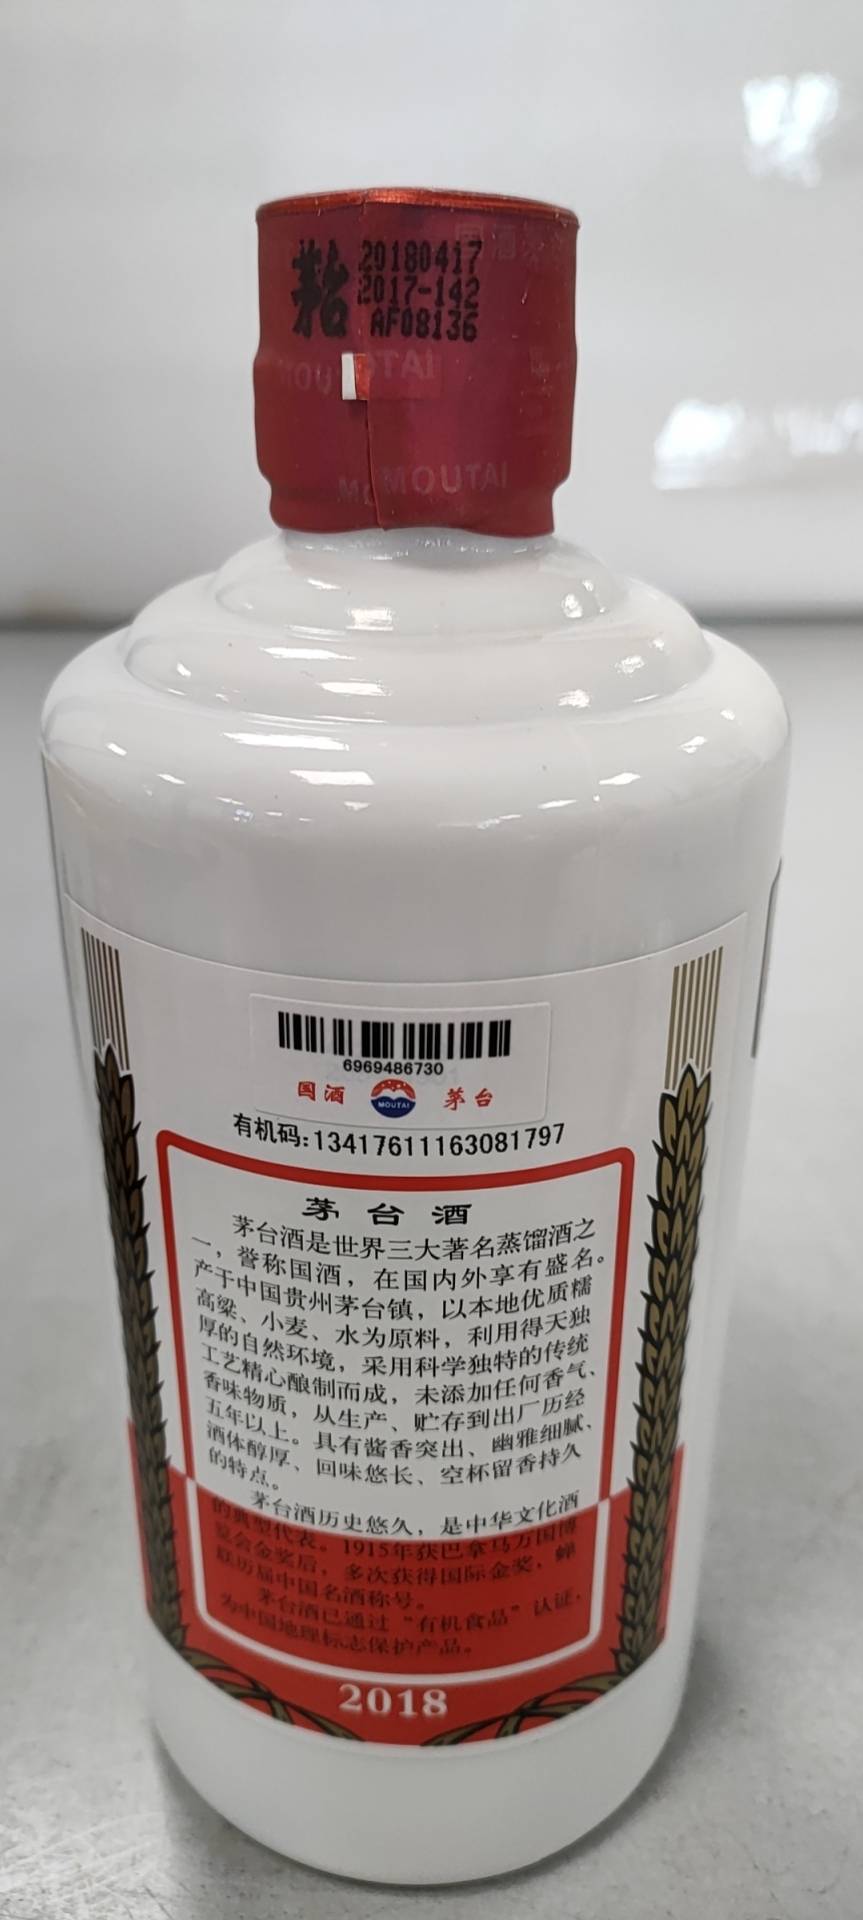 茅台
20180417
2017-142
AF08136
MOUTAI
MOUTAI
6969486730
国酒 MOUTAI 茅台
有机码:13417611163081797
茅台酒
茅台酒是世界三大著名蒸馏酒之
一，誉称国酒，在国内外享有盛名。
产于中国贵州茅台镇，以本地优质糯
高粱、小麦、水为原料，利用得天独
厚的自然环境，采用科学独特的传统
工艺精心酿制而成，未添加任何香气、
香味物质，从生产、贮存到出厂历经
五年以上。具有酱香突出、幽雅细腻、
酒体醇厚、回味悠长、空杯留香持久
的特点。
茅台酒历史悠久，是中华文化酒
的典型代表。1915年获巴拿马万国博
览会金奖后，多次获得国际金奖，蝉
联历届中国名酒称号。
茅台酒已通过“有机食品”认证，
为中国地理标志保护产品。
2018